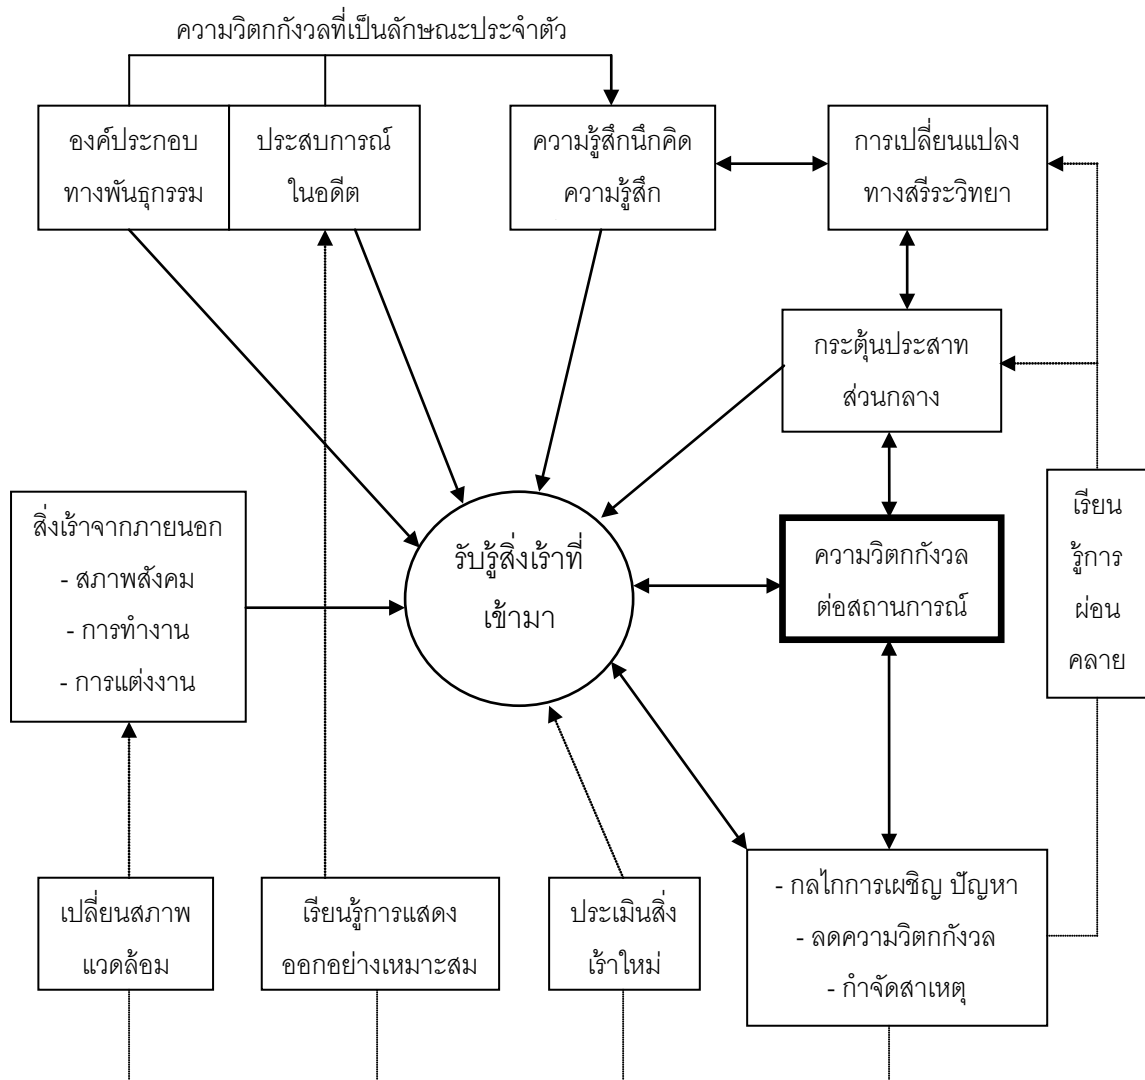 ความวิตกกังวลที่เป็นลักษณะประจำตัว
องค์ประกอบ
ทางพันธุกรรม
ประสบการณ์
ในอดีต
ความรู้สึกนึกคิด
ความรู้สึก
การเปลี่ยนแปลง
ทางสรีระวิทยา
กระตุ้นประสาท
ส่วนกลาง
สิ่งเร้าจากภายนอก
- สภาพสังคม
- การทำงาน
- การแต่งงาน
รับรู้สิ่งเร้าที่
เข้ามา
ความวิตกกังวล
ต่อสถานการณ์
เรียน
รู้การ
ผ่อน
คลาย
เปลี่ยนสภาพ
แวดล้อม
เรียนรู้การแสดง
ออกอย่างเหมาะสม
ประเมินสิ่ง
เร้าใหม่
- กลไกการเผชิญ ปัญหา
- ลดความวิตกกังวล
- กำจัดสาเหตุ